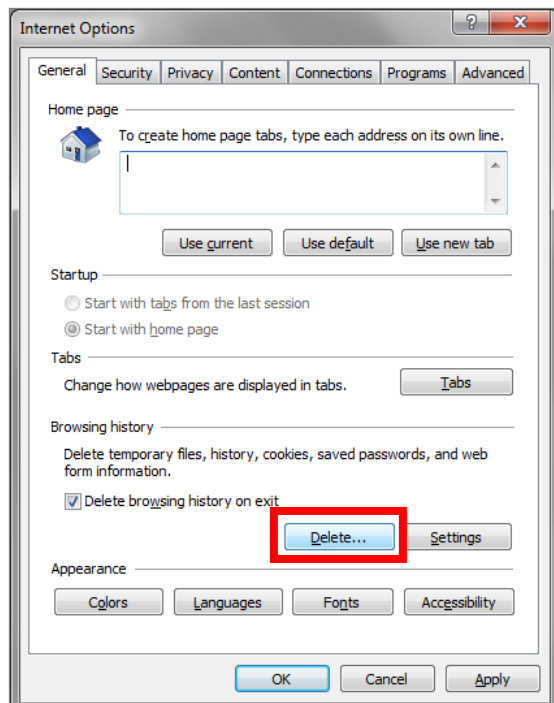 Internet Options
General Security Privacy Content Connections Programs Advanced
Home page
To create home page tabs, type each address on its own line.
Use current Use default Use new tab
Startup
Start with tabs from the last session
Start with home page
Tabs
Change how webpages are displayed in tabs. Tabs
Browsing history
Delete temporary files, history, cookies, saved passwords, and web
form information.
Delete browsing history on exit
Delete... Settings
Appearance
Colors Languages Fonts Accessibility
OK Cancel Apply